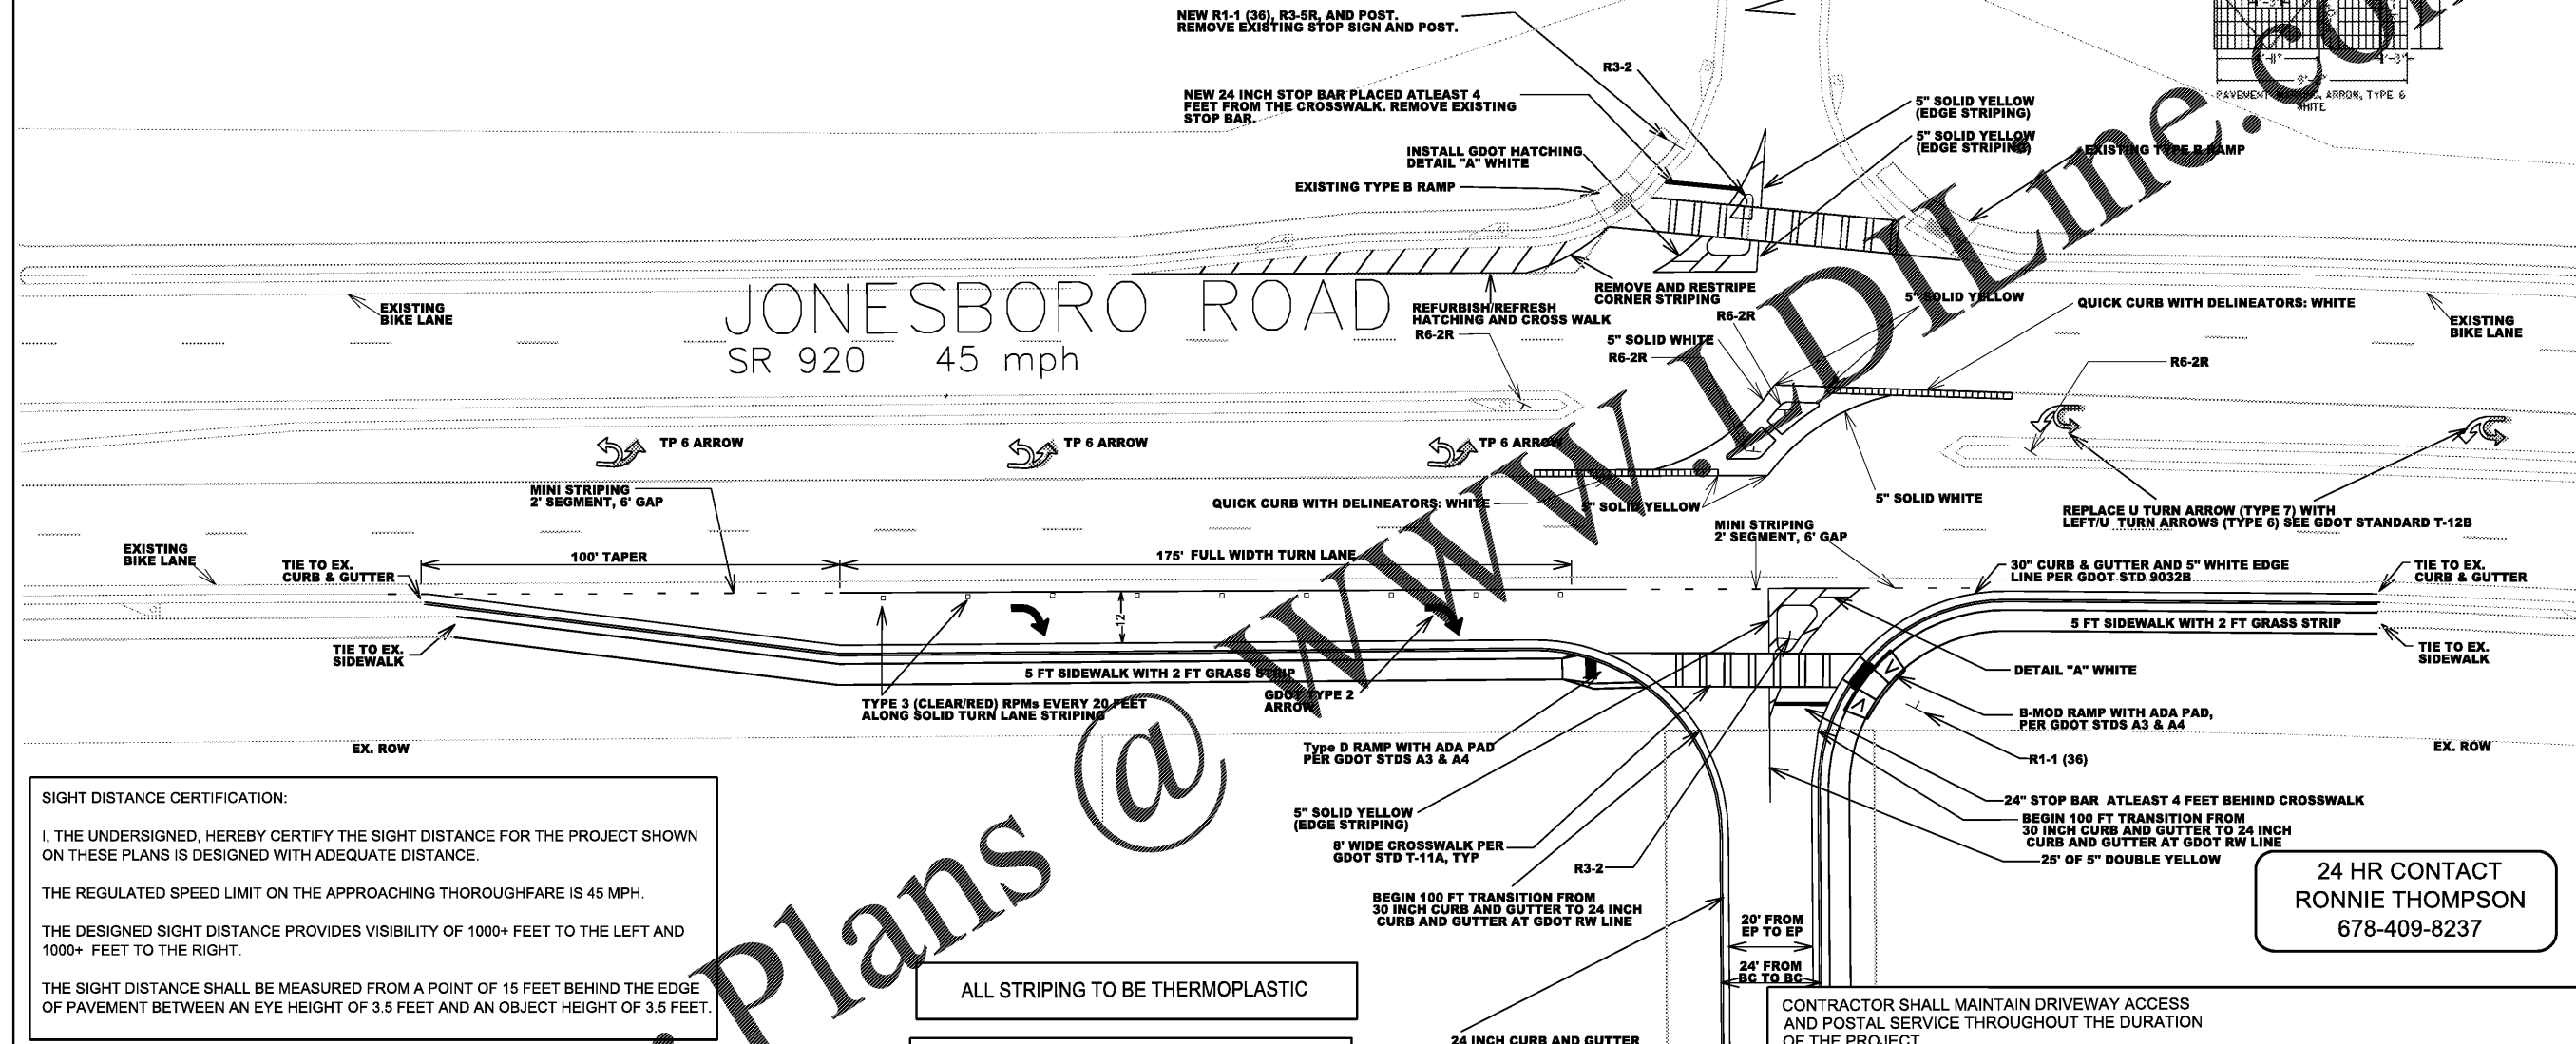 NEW R1-1 (36), R3-5R, AND POST.
REMOVE EXISTING STOP SIGN AND POST.
R3-2
NEW 24 INCH STOP BAR PLACED ATLEAST 4
FEET FROM THE CROSSWALK. REMOVE EXISTING
STOP BAR.
5" SOLID YELLOW
(EDGE STRIPING)
5" SOLID YELLOW
(EDGE STRIPING)
PAVEMENT ARROW, TYPE 6
WHITE
INSTALL GDOT HATCHING
DETAIL "A" WHITE
EXISTING TYPE B RAMP
EXISTING TYPE B RAMP
EXISTING
BIKE LANE
JONESBORO ROAD
SR 920 45 mph
REFURBISH/REFRESH
HATCHING AND CROSS WALK
R6-2R
REMOVE AND RESTRIPE
CORNER STRIPING
5" SOLID YELLOW
R6-2R
5" SOLID WHITE
R6-2R
QUICK CURB WITH DELINEATORS: WHITE
EXISTING
BIKE LANE
R6-2R
TP 6 ARROW
TP 6 ARROW
TP 6 ARROW
MINI STRIPING
2' SEGMENT, 6' GAP
QUICK CURB WITH DELINEATORS: WHITE
5" SOLID YELLOW
5" SOLID WHITE
REPLACE U TURN ARROW (TYPE 7) WITH
LEFT/U TURN ARROWS (TYPE 6) SEE GDOT STANDARD T-12B
MINI STRIPING
2' SEGMENT, 6' GAP
EXISTING
BIKE LANE
TIE TO EX.
CURB & GUTTER
100' TAPER
175' FULL WIDTH TURN LANE
30" CURB & GUTTER AND 5" WHITE EDGE
LINE PER GDOT STD 9032B
TIE TO EX.
CURB & GUTTER
12
5 FT SIDEWALK WITH 2 FT GRASS STRIP
TIE TO EX.
SIDEWALK
TIE TO EX.
SIDEWALK
5 FT SIDEWALK WITH 2 FT GRASS STRIP
DETAIL "A" WHITE
TYPE 3 (CLEAR/RED) RPMs EVERY 20 FEET
ALONG SOLID TURN LANE STRIPING
GDOT TYPE 2
ARROW
B-MOD RAMP WITH ADA PAD,
PER GDOT STDS A3 & A4
EX. ROW
Type D RAMP WITH ADA PAD
PER GDOT STDS A3 & A4
R1-1 (36)
EX. ROW
5" SOLID YELLOW
(EDGE STRIPING)
24" STOP BAR ATLEAST 4 FEET BEHIND CROSSWALK
BEGIN 100 FT TRANSITION FROM
30 INCH CURB AND GUTTER TO 24 INCH
CURB AND GUTTER AT GDOT RW LINE
25' OF 5" DOUBLE YELLOW
8' WIDE CROSSWALK PER
GDOT STD T-11A, TYP
R3-2
BEGIN 100 FT TRANSITION FROM
30 INCH CURB AND GUTTER TO 24 INCH
CURB AND GUTTER AT GDOT RW LINE
20' FROM
EP TO EP
24' FROM
BC TO BC
24 INCH CURB AND GUTTER
SIGHT DISTANCE CERTIFICATION:
I, THE UNDERSIGNED, HEREBY CERTIFY THE SIGHT DISTANCE FOR THE PROJECT SHOWN
ON THESE PLANS IS DESIGNED WITH ADEQUATE DISTANCE.
THE REGULATED SPEED LIMIT ON THE APPROACHING THOROUGHFARE IS 45 MPH.
THE DESIGNED SIGHT DISTANCE PROVIDES VISIBILITY OF 1000+ FEET TO THE LEFT AND
1000+ FEET TO THE RIGHT.
THE SIGHT DISTANCE SHALL BE MEASURED FROM A POINT OF 15 FEET BEHIND THE EDGE
OF PAVEMENT BETWEEN AN EYE HEIGHT OF 3.5 FEET AND AN OBJECT HEIGHT OF 3.5 FEET.
ALL STRIPING TO BE THERMOPLASTIC
24 HR CONTACT
RONNIE THOMPSON
678-409-8237
CONTRACTOR SHALL MAINTAIN DRIVEWAY ACCESS
AND POSTAL SERVICE THROUGHOUT THE DURATION
OF THE PROJECT
Plans @ www.LDILine.com